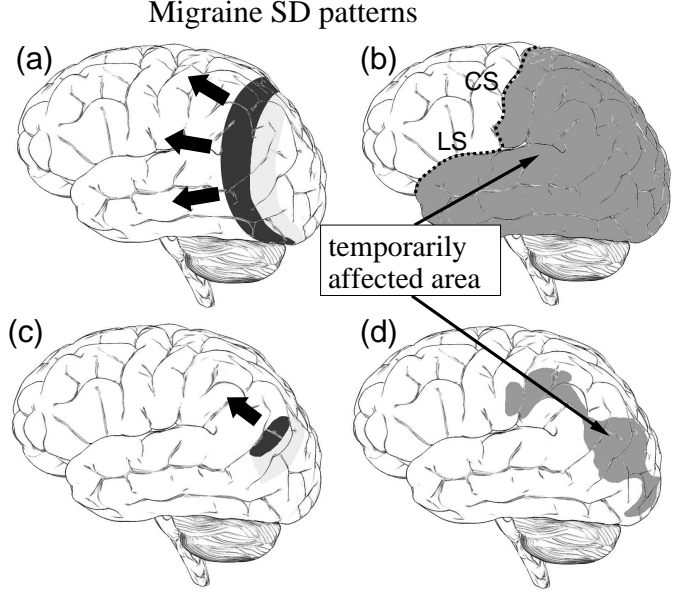 Migraine SD patterns
(a)
(b)
CS
LS
temporarily
affected area
(c)
(d)